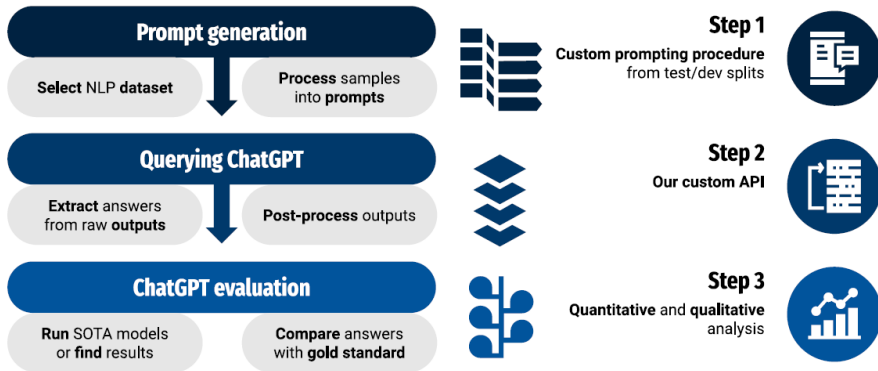 Prompt generation
Select NLP dataset
Process samples
into prompts
Step 1
Custom prompting procedure
from test/dev splits
Querying ChatGPT
Extract answers
from raw outputs
Post-process outputs
Step 2
Our custom API
ChatGPT evaluation
Run SOTA models
or find results
Compare answers
with gold standard
Step 3
Quantitative and qualitative
analysis